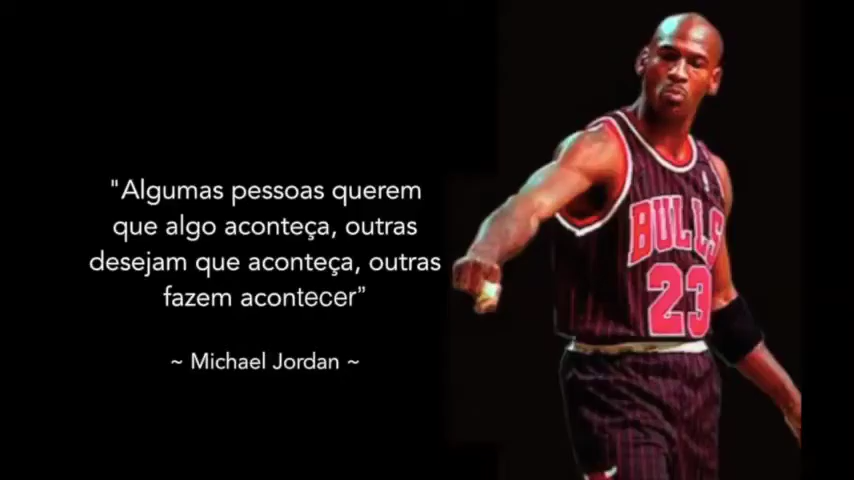 "Algumas pessoas querem
que algo aconteça, outras
desejam que aconteça, outras
fazem acontecer"
~ Michael Jordan ~
BULLS
23